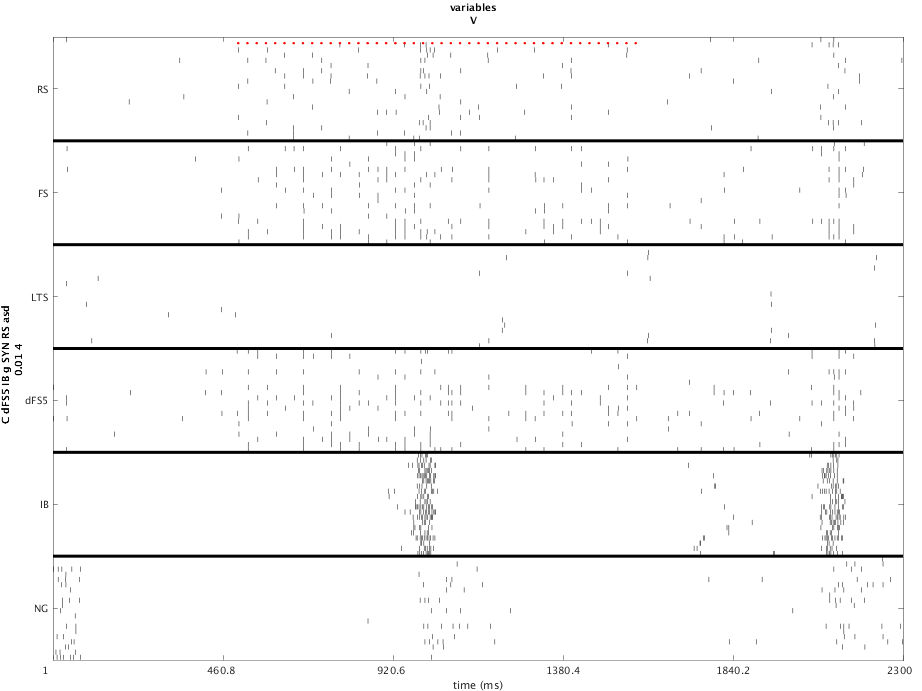 variables
V
RS
FS
LTS
C dFS5 IB g SYN RS asd
0.01 4
dFS5
IB
NG
1
460.8
920.6
1380.4
1840.2
2300
time (ms)